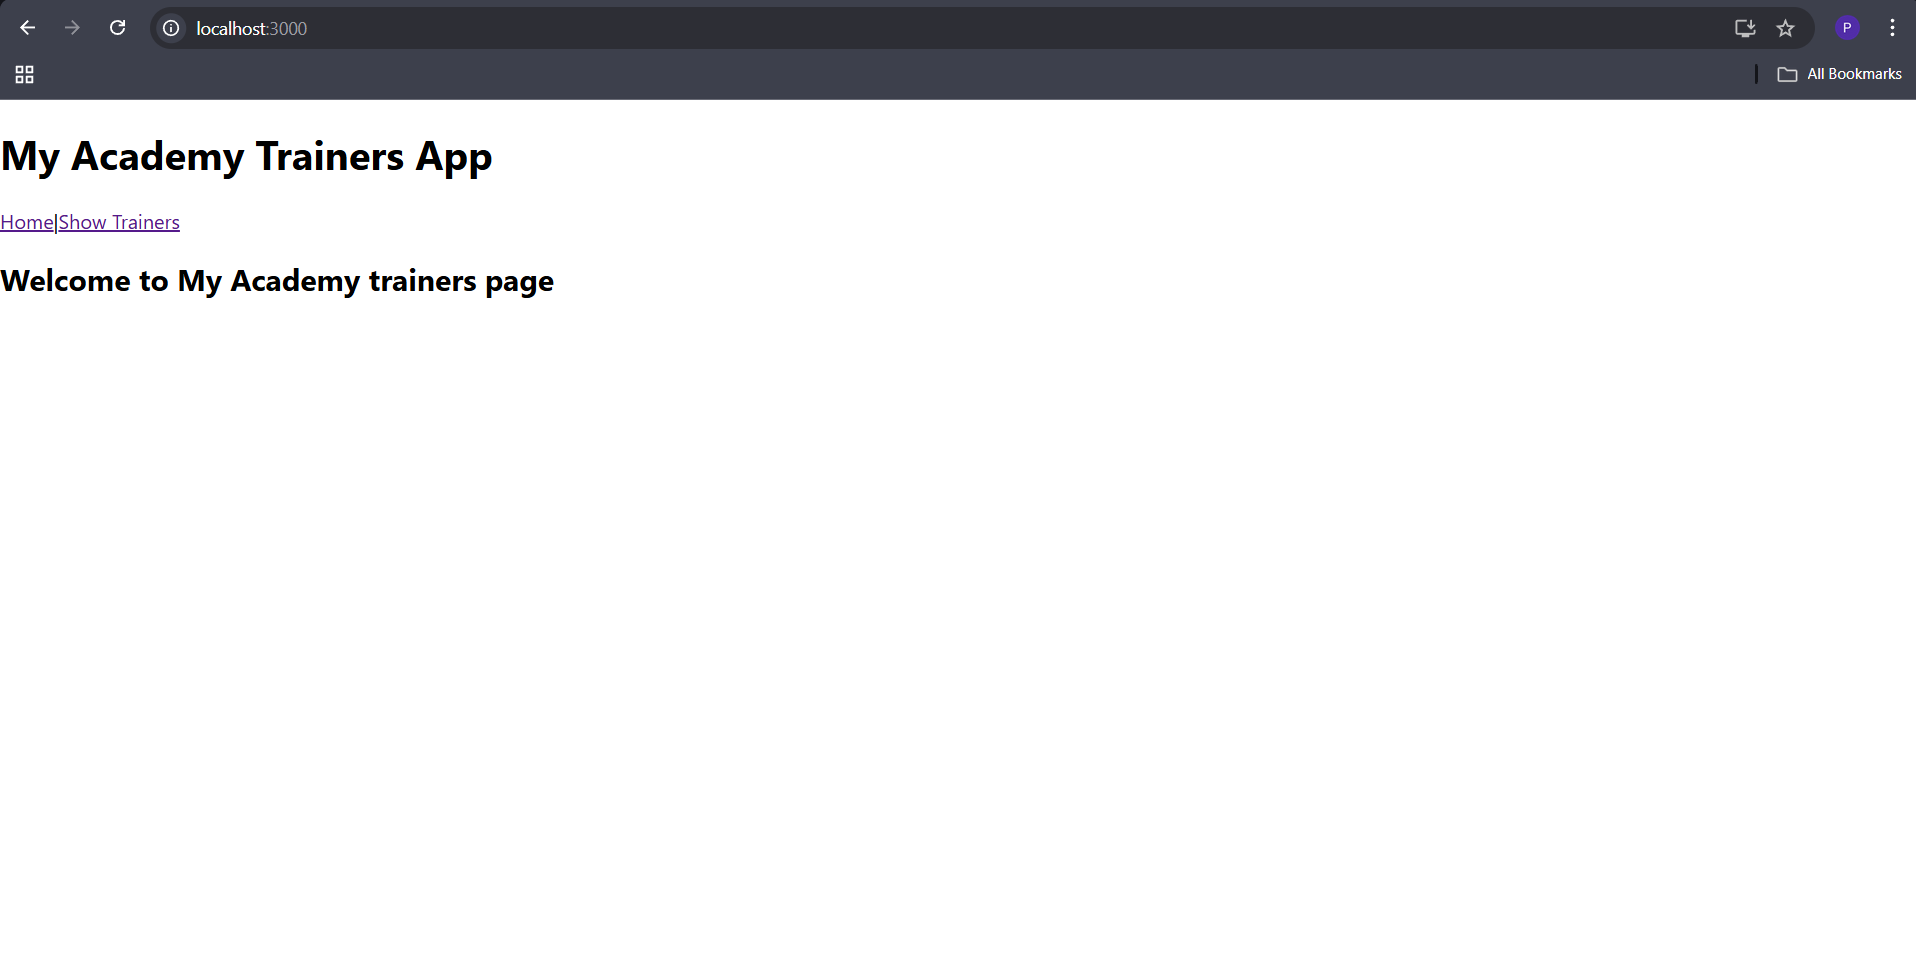 localhost:3000
P
All Bookmarks
My Academy Trainers App
Home|Show Trainers
Welcome to My Academy trainers page